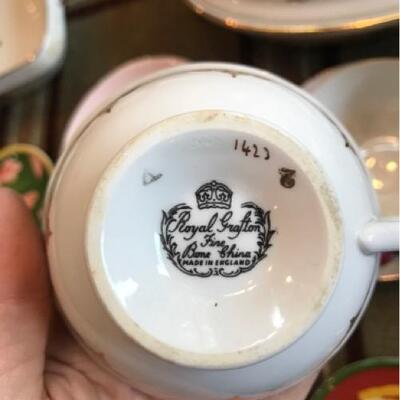 1423
Royal Grafton
Fine
Bone China
MADE IN ENGLAND